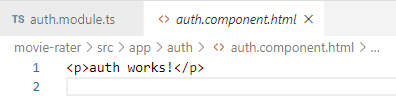 TS auth.module.ts <> auth.component.html
movie-rater > src > app > auth > <> auth.component.html > ...
1 <p>auth works!</p>
2